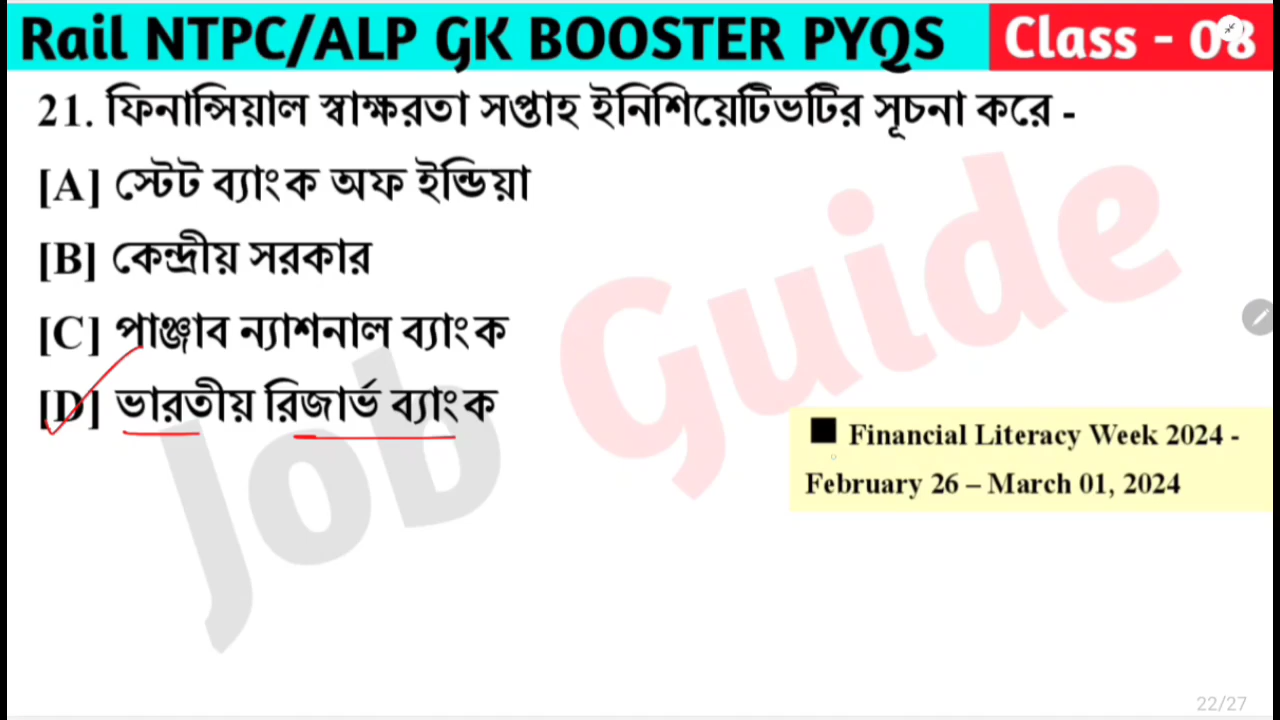 Rail NTPC/ALP GK BOOSTER PYQS Class - 08
21. ফিনান্সিয়াল স্বাক্ষরতা সপ্তাহ ইনিশিয়েটিভটির সূচনা করে -
[A] স্টেট ব্যাংক অফ ইন্ডিয়া
[B] কেন্দ্রীয় সরকার
[C] পাঞ্জাব ন্যাশনাল ব্যাংক
[D] ভারতীয় রিজার্ভ ব্যাংক
Job Guide
■ Financial Literacy Week 2024 -
February 26 – March 01, 2024
22/27